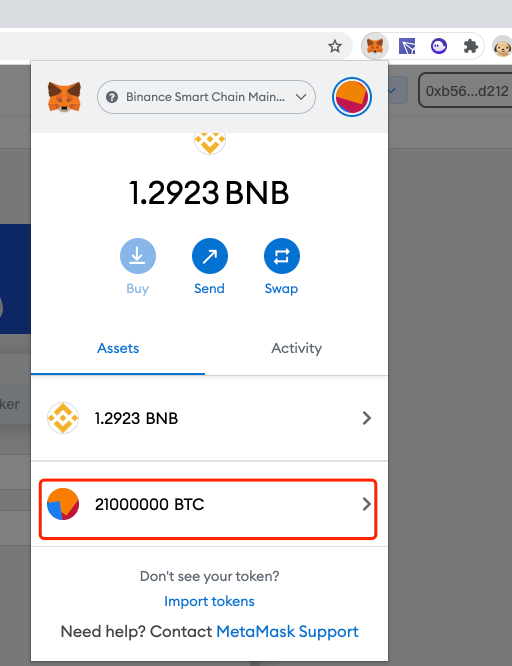 0xb56...d212
? Binance Smart Chain Main...
1.2923 BNB
Buy Send Swap
Assets Activity
1.2923 BNB
ker
21000000 BTC
Don't see your token?
Import tokens
Need help? Contact MetaMask Support